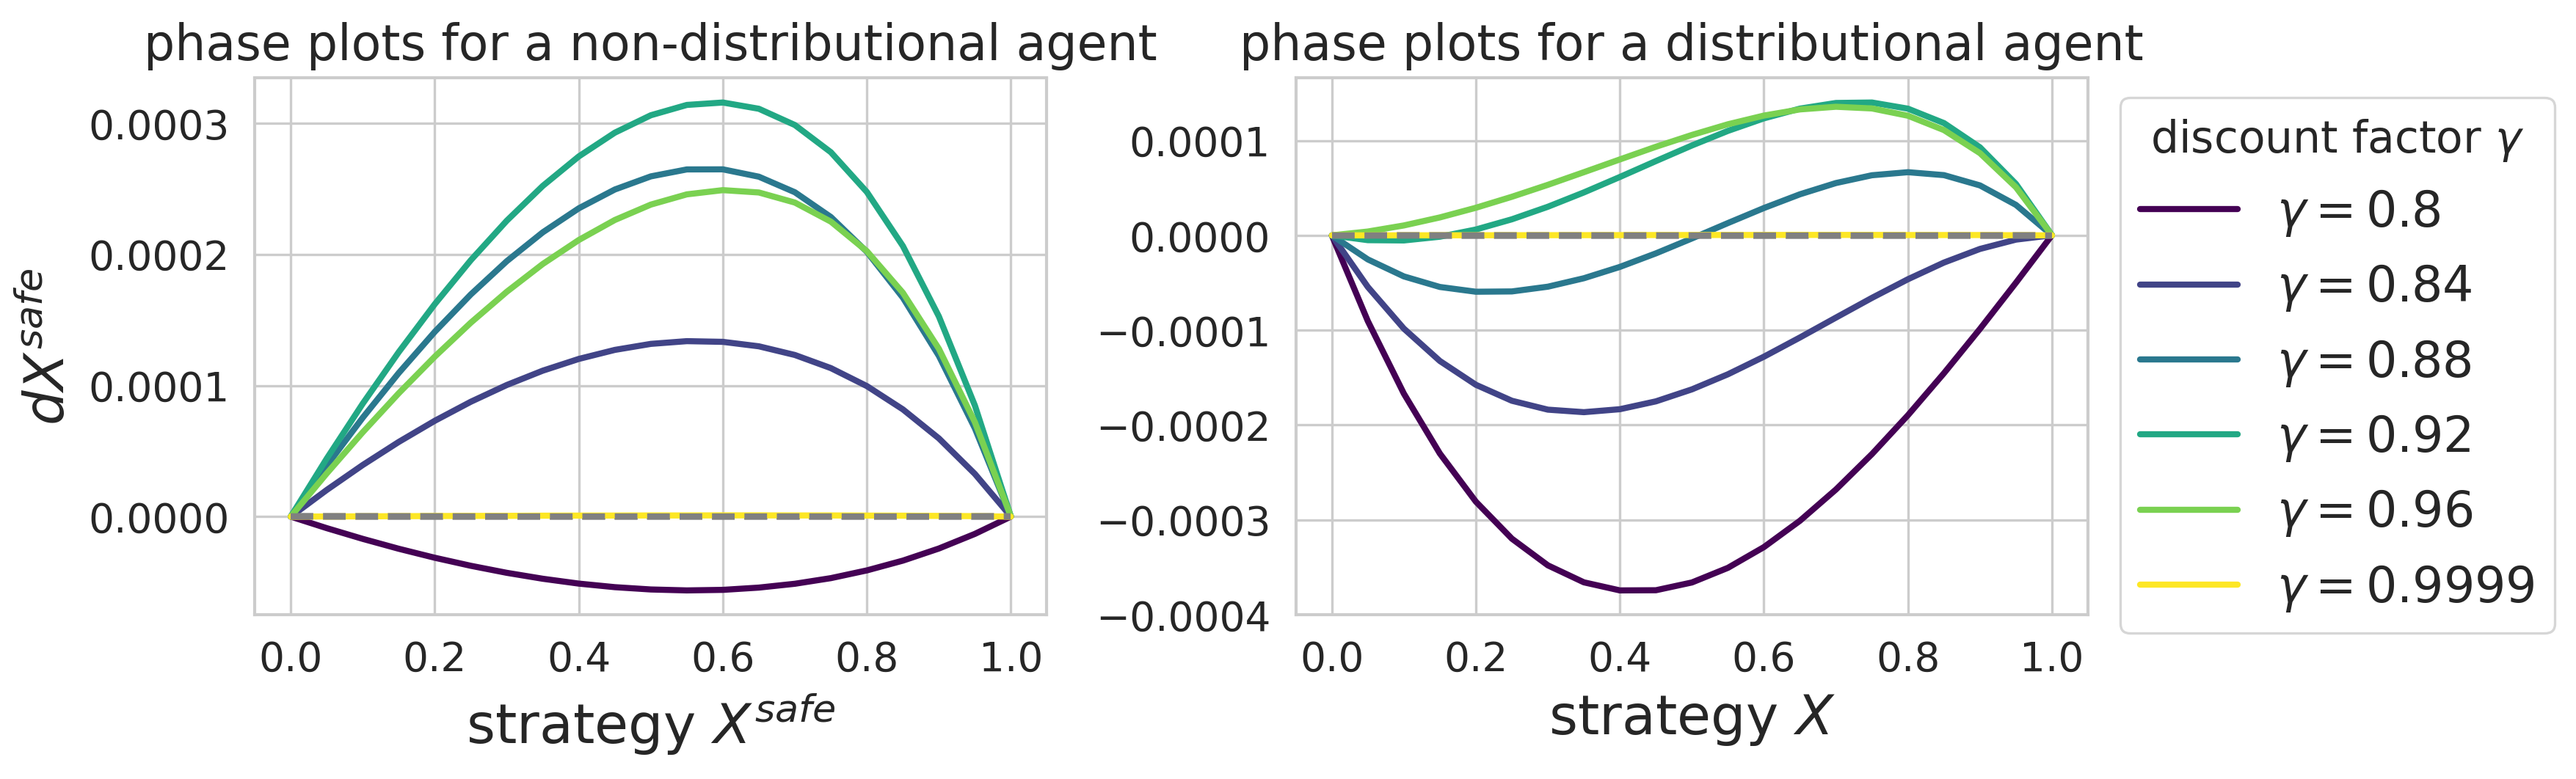 phase plots for a non-distributional agent
0.0003
0.0002
0.0001
0.0000
dX^{safe}
0.0 0.2 0.4 0.6 0.8 1.0
strategy X^{safe}
phase plots for a distributional agent
0.0001
0.0000
−0.0001
−0.0002
−0.0003
−0.0004
0.0 0.2 0.4 0.6 0.8 1.0
strategy X
discount factor γ
γ = 0.8
γ = 0.84
γ = 0.88
γ = 0.92
γ = 0.96
γ = 0.9999